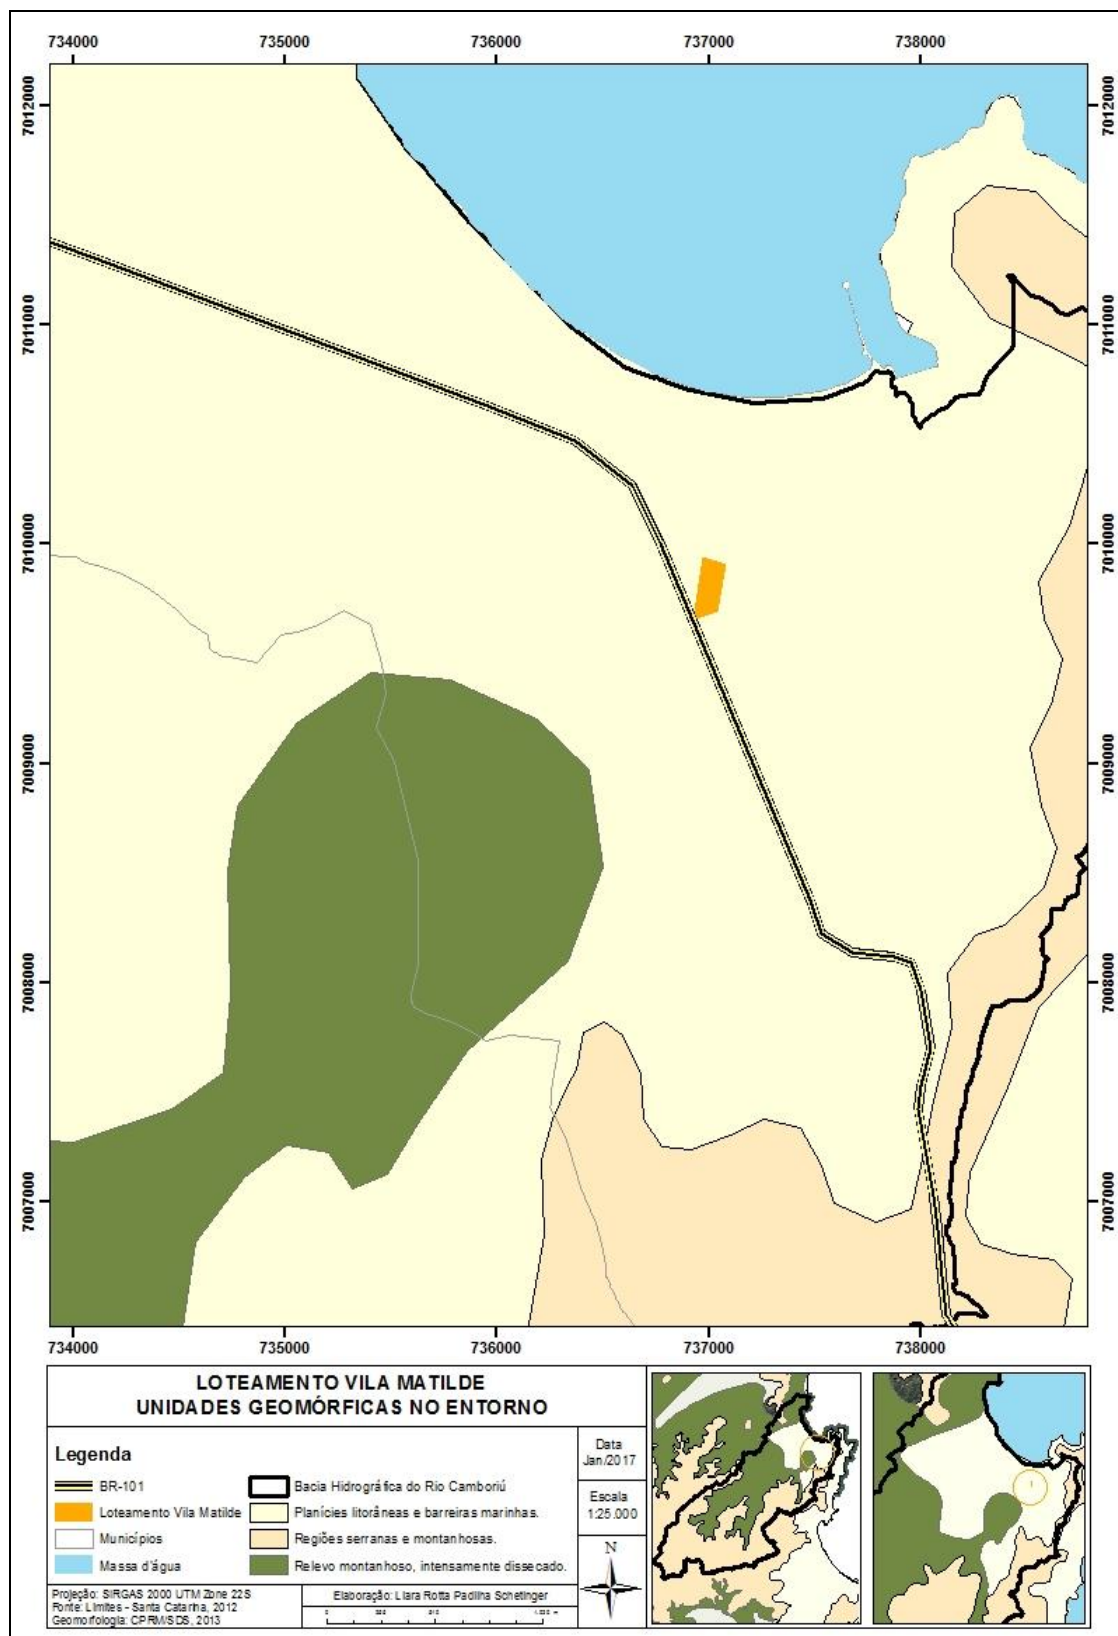 734000 735000 736000 737000 738000
7012000 7012000
7011000 7011000
7010000 7010000
7009000 7009000
7008000 7008000
7007000 7007000
734000 735000 736000 737000 738000
LOTEAMENTO VILA MATILDE
UNIDADES GEOMÓRFICAS NO ENTORNO
Legenda
BR-101
Loteamento Vila Matilde
Municípios
Massa d'água
Bacia Hidrográfica do Rio Camboriú
Planícies litorâneas e barreiras marinhas.
Regiões serranas e montanhosas.
Relevo montanhoso, intensamente dissecado.
Data
Jan/2017
Escala
1:25.000
N
Projeção: SIRGAS 2000 UTM Zone 22S
Fonte: Limites - Santa Catarina, 2012
Geomorfologia: CPRM/SDS, 2013
Elaboração: Liara Rotta Padilha Schetinger
0